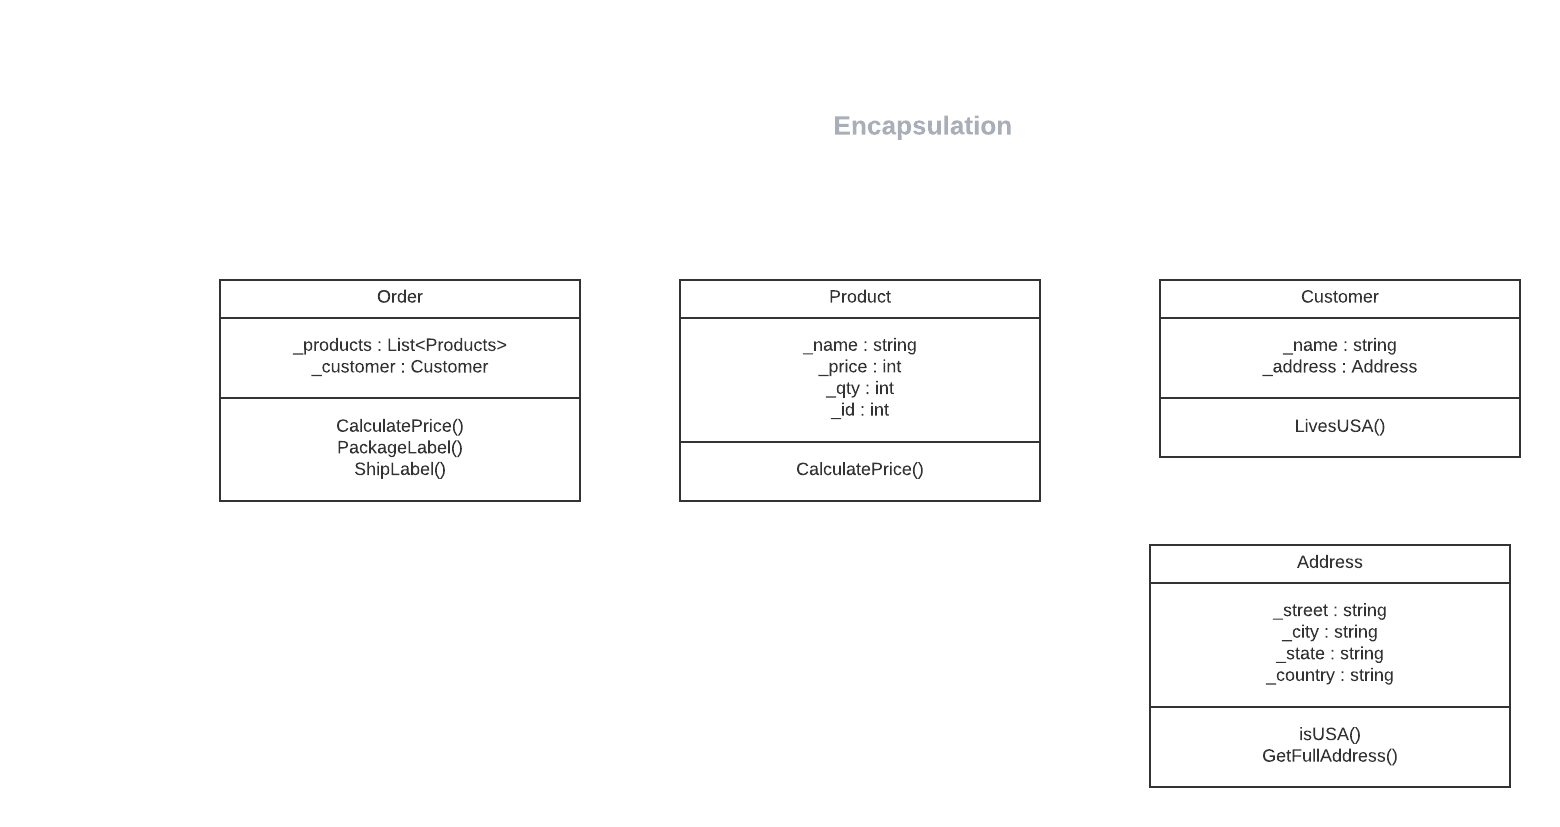 Encapsulation
Order
_products : List<Products>
_customer : Customer
CalculatePrice()
PackageLabel()
ShipLabel()
Product
_name : string
_price : int
_qty : int
_id : int
CalculatePrice()
Customer
_name : string
_address : Address
LivesUSA()
Address
_street : string
_city : string
_state : string
_country : string
isUSA()
GetFullAddress()